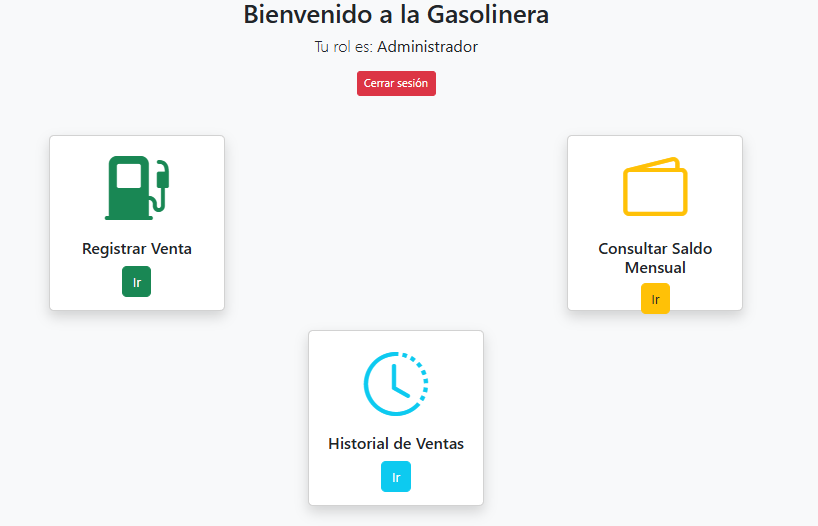 Bienvenido a la Gasolinera
Tu rol es: Administrador
Cerrar sesión
Registrar Venta
Ir
Consultar Saldo
Mensual
Ir
Historial de Ventas
Ir